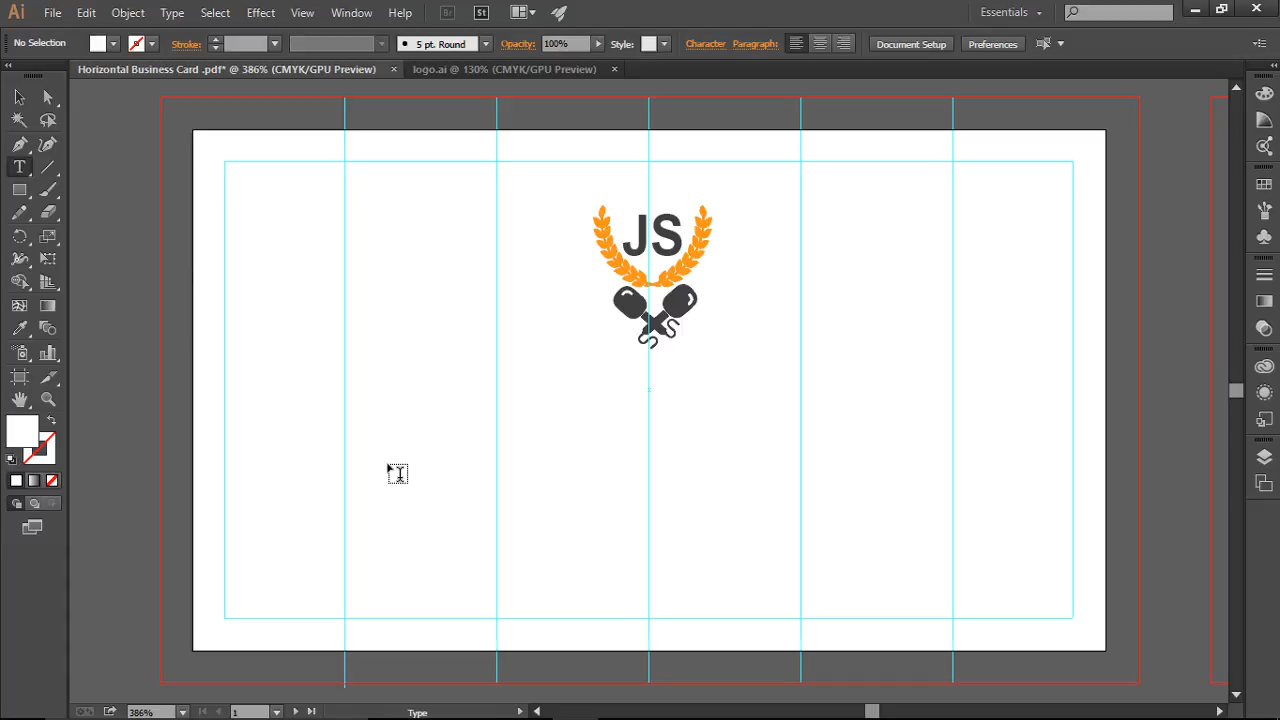 Ai File Edit Object Type Select Effect View Window Help Br St Essentials
No Selection Stroke: 5 pt. Round Opacity: 100% Style: Character Paragraph: Document Setup Preferences
Horizontal Business Card .pdf* @ 386% (CMYK/GPU Preview) × logo.ai @ 130% (CMYK/GPU Preview) ×
T
JS
386% 1 Type